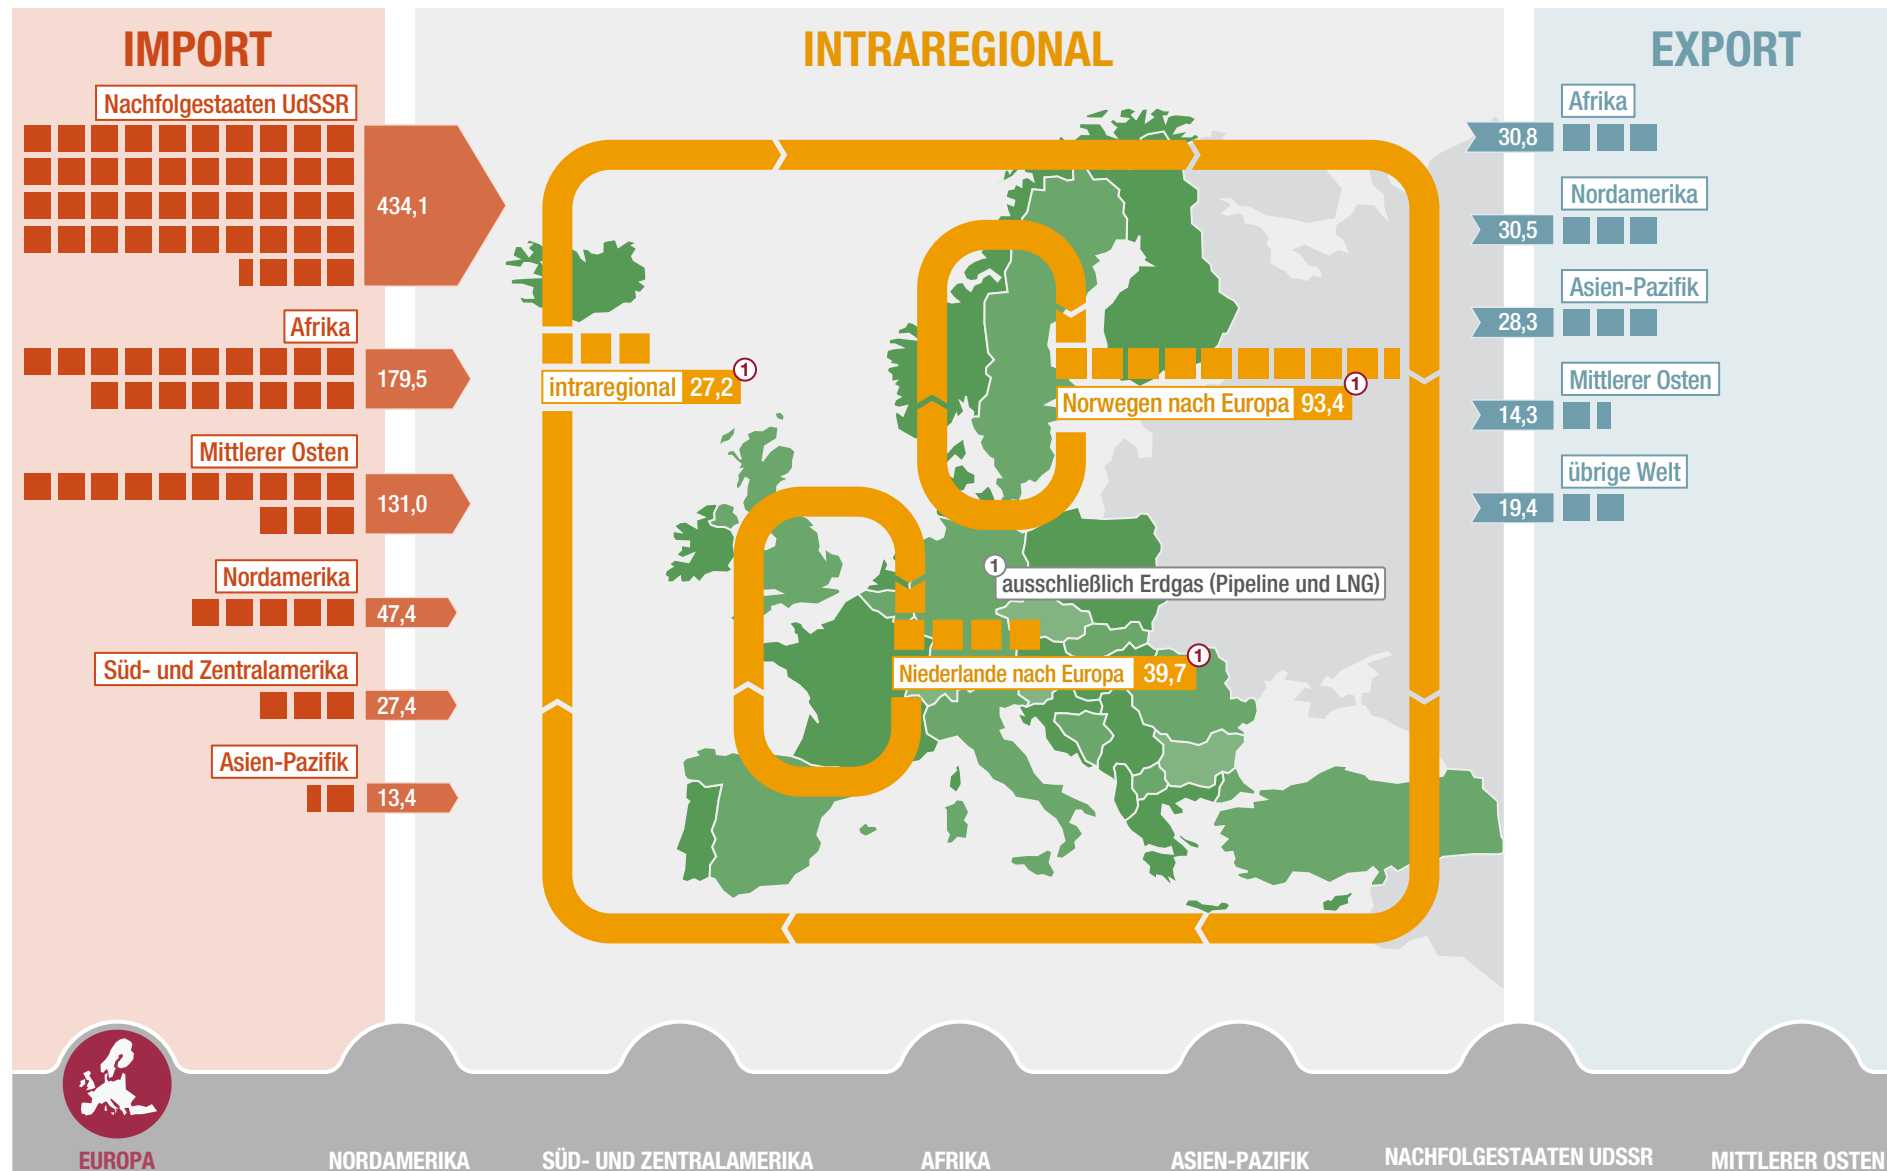 IMPORT
Nachfolgestaaten UdSSR
434,1
Afrika
179,5
Mittlerer Osten
131,0
Nordamerika
47,4
Süd- und Zentralamerika
27,4
Asien-Pazifik
13,4
INTRAREGIONAL
intraregional 27,2 1
Norwegen nach Europa 93,4 1
1 ausschließlich Erdgas (Pipeline und LNG)
Niederlande nach Europa 39,7 1
EXPORT
Afrika
30,8
Nordamerika
30,5
Asien-Pazifik
28,3
Mittlerer Osten
14,3
übrige Welt
19,4
EUROPA
NORDAMERIKA
SÜD- UND ZENTRALAMERIKA
AFRIKA
ASIEN-PAZIFIK
NACHFOLGESTAATEN UDSSR
MITTLERER OSTEN